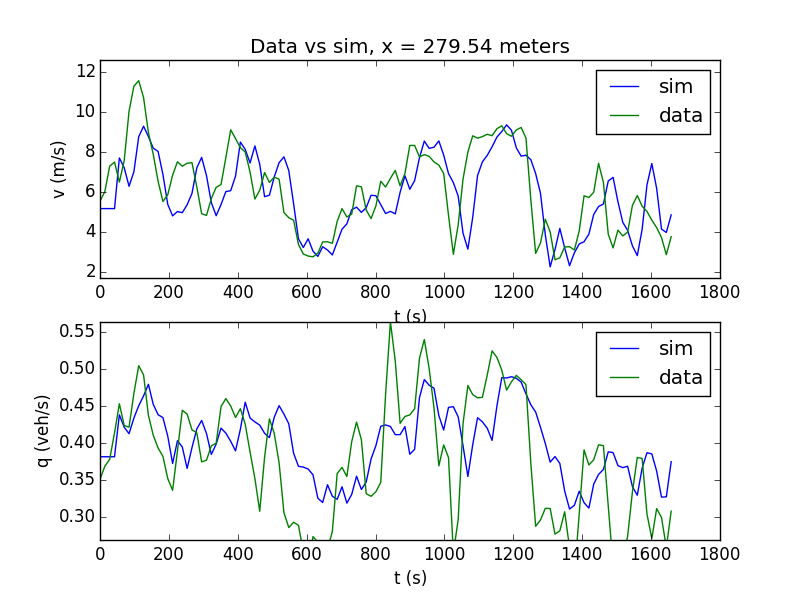 Data vs sim, x = 279.54 meters
v (m/s)
12
10
8
6
4
2
sim
data
0 200 400 600 800 1000 1200 1400 1600 1800
t (s)
q (veh/s)
0.55
0.50
0.45
0.40
0.35
0.30
sim
data
0 200 400 600 800 1000 1200 1400 1600 1800
t (s)